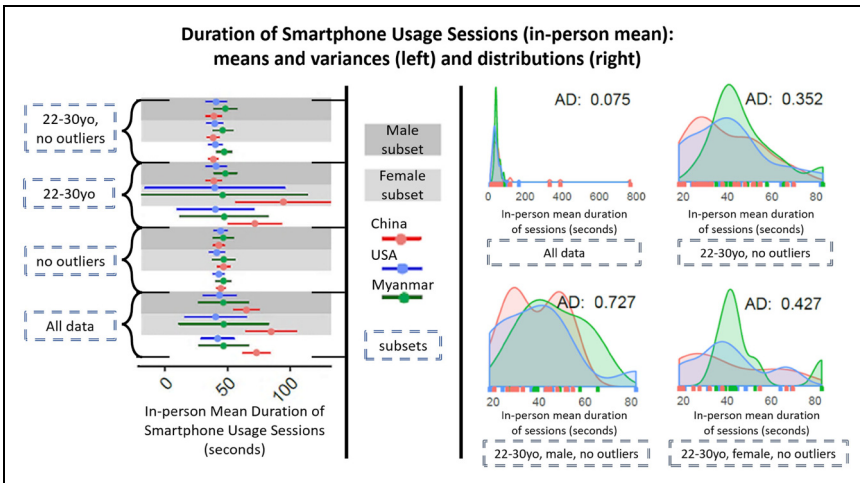 Duration of Smartphone Usage Sessions (in-person mean):
means and variances (left) and distributions (right)
22-30yo,
no outliers
22-30yo
no outliers
All data
0
50
100
In-person Mean Duration of
Smartphone Usage Sessions
(seconds)
Male
subset
Female
subset
China
USA
Myanmar
subsets
AD: 0.075
0 200 400 600 800
In-person mean duration
of sessions (seconds)
All data
AD: 0.352
20 40 60 80
In-person mean duration
of sessions (seconds)
22-30yo, no outliers
AD: 0.727
20 40 60 80
In-person mean duration
of sessions (seconds)
22-30yo, male, no outliers
AD: 0.427
20 40 60 80
In-person mean duration
of sessions (seconds)
22-30yo, female, no outliers